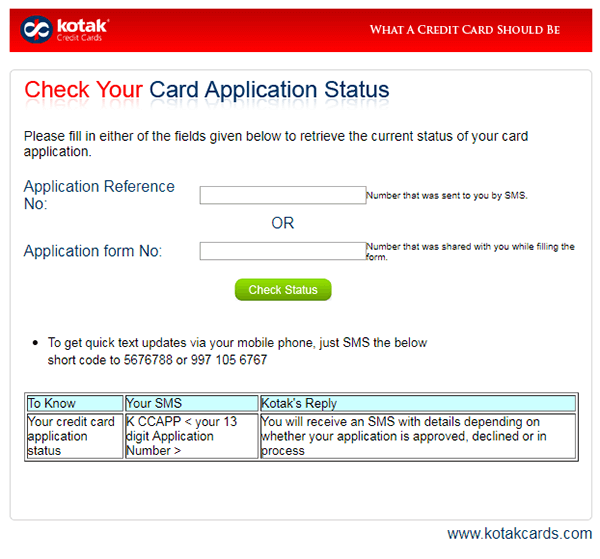 kotak
Credit Cards
WHAT A CREDIT CARD SHOULD BE
Check Your Card Application Status
Please fill in either of the fields given below to retrieve the current status of your card
application.
Application Reference
No:
Number that was sent to you by SMS.
OR
Application form No:
Number that was shared with you while filling the
form.
Check Status
• To get quick text updates via your mobile phone, just SMS the below
short code to 5676788 or 997 105 6767
To Know Your SMS Kotak's Reply
Your credit card K CCAPP < your 13 You will receive an SMS with details depending on
application digit Application whether your application is approved, declined or in
status Number > process
www.kotakcards.com